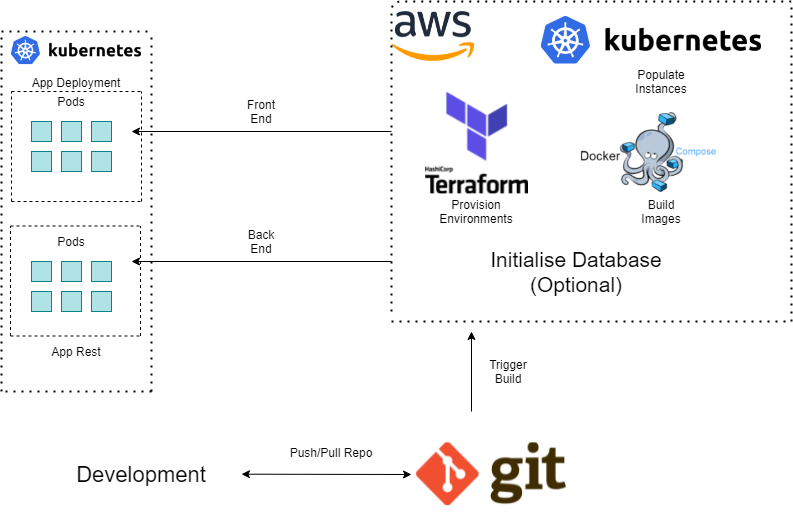 kubernetes
App Deployment
Pods
Pods
App Rest
Front
End
Back
End
aws
kubernetes
Populate
Instances
HashiCorp
Terraform
Provision
Environments
Docker Compose
Build
Images
Initialise Database
(Optional)
Trigger
Build
Development
Push/Pull Repo
git